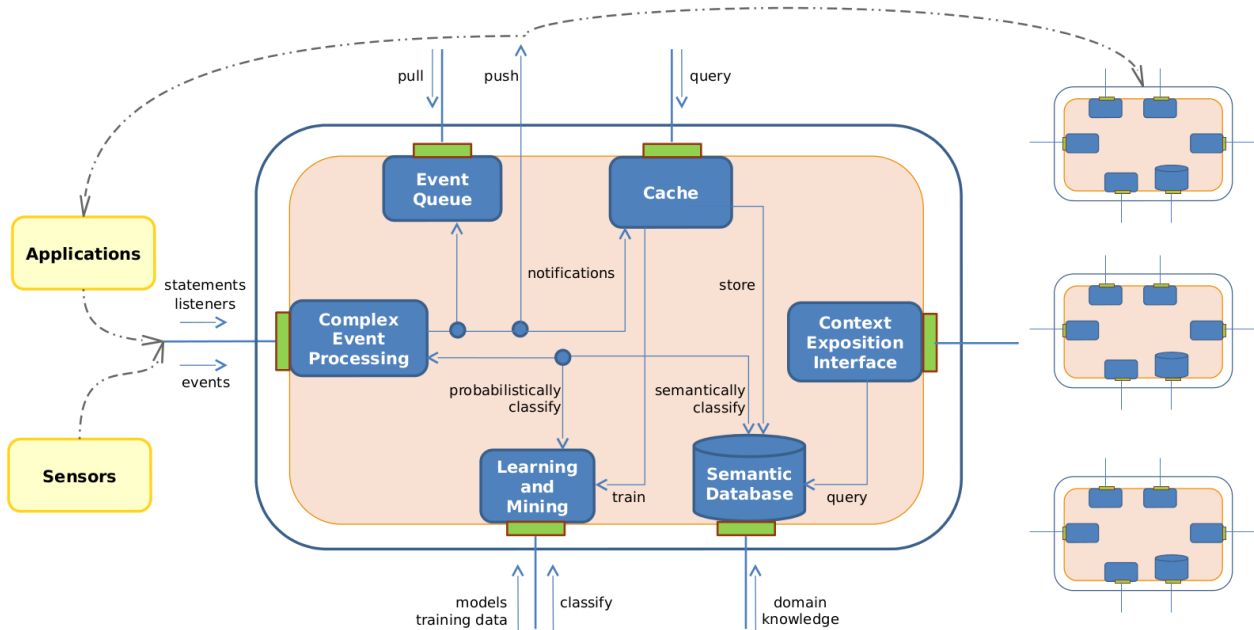 pull
push
query
Event
Queue
Cache
Applications
notifications
store
statements
listeners
Complex
Event
Processing
Context
Exposition
Interface
events
probabilistically
classify
semantically
classify
Sensors
Learning
and
Mining
train
Semantic
Database
query
models
training data
classify
domain
knowledge